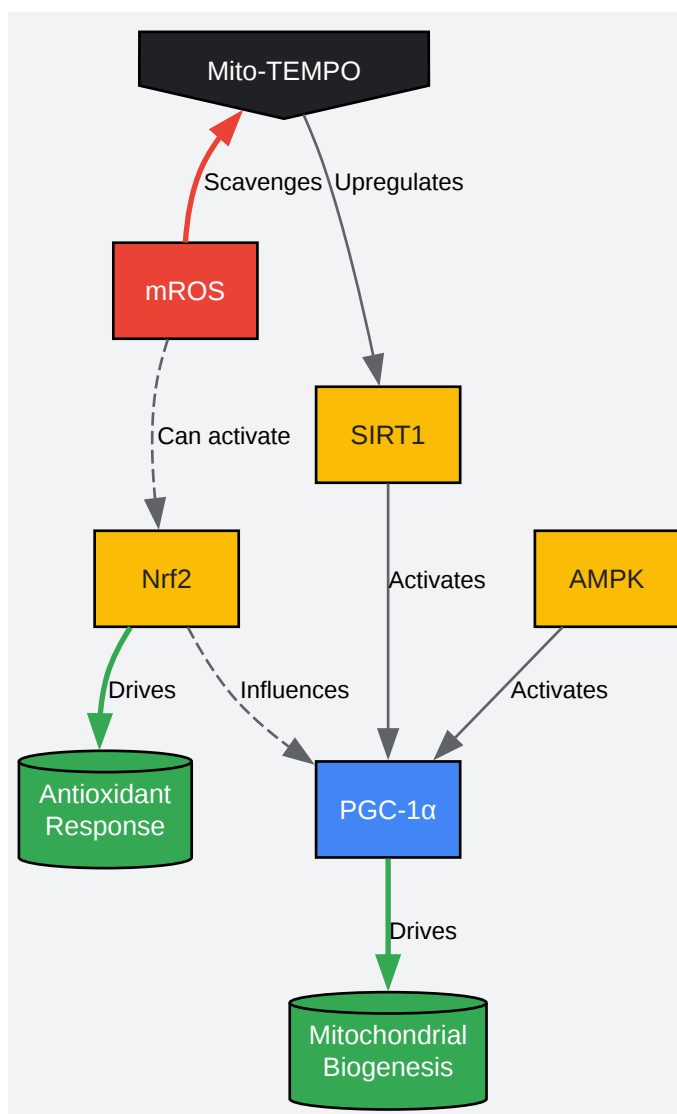 Mito-TEMPO
Scavenges
Upregulates
mROS
Can activate
SIRT1
Nrf2
Activates
AMPK
Drives
Influences
Activates
Antioxidant
Response
PGC-1α
Drives
Mitochondrial
Biogenesis